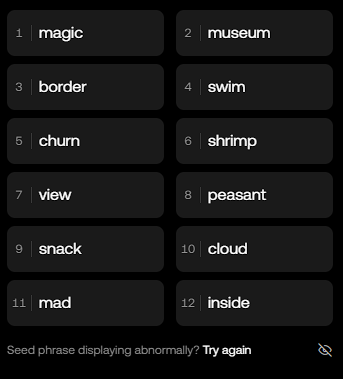 1 magic 2 museum
3 border 4 swim
5 churn 6 shrimp
7 view 8 peasant
9 snack 10 cloud
11 mad 12 inside
Seed phrase displaying abnormally? Try again